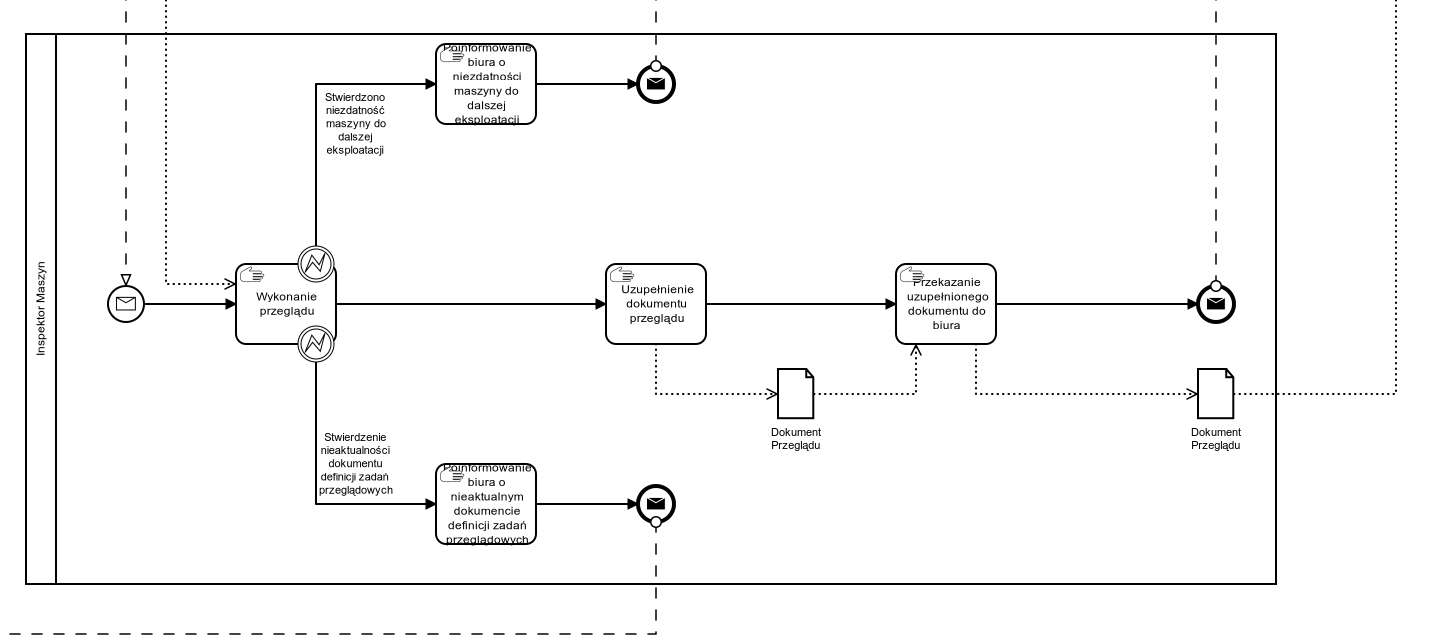 Inspektor Maszyn
Poinformowanie
biura o
niezdatności
maszyny do
dalszej
eksploatacji
Stwierdzono
niezdatność
maszyny do
dalszej
eksploatacji
Wykonanie
przeglądu
Uzupełnienie
dokumentu
przeglądu
Przekazanie
uzupełnionego
dokumentu do
biura
Dokument
Przeglądu
Dokument
Przeglądu
Stwierdzenie
nieaktualności
dokumentu
definicji zadań
przeglądowych
Poinformowanie
biura o
nieaktualnym
dokumencie
definicji zadań
przeglądowych